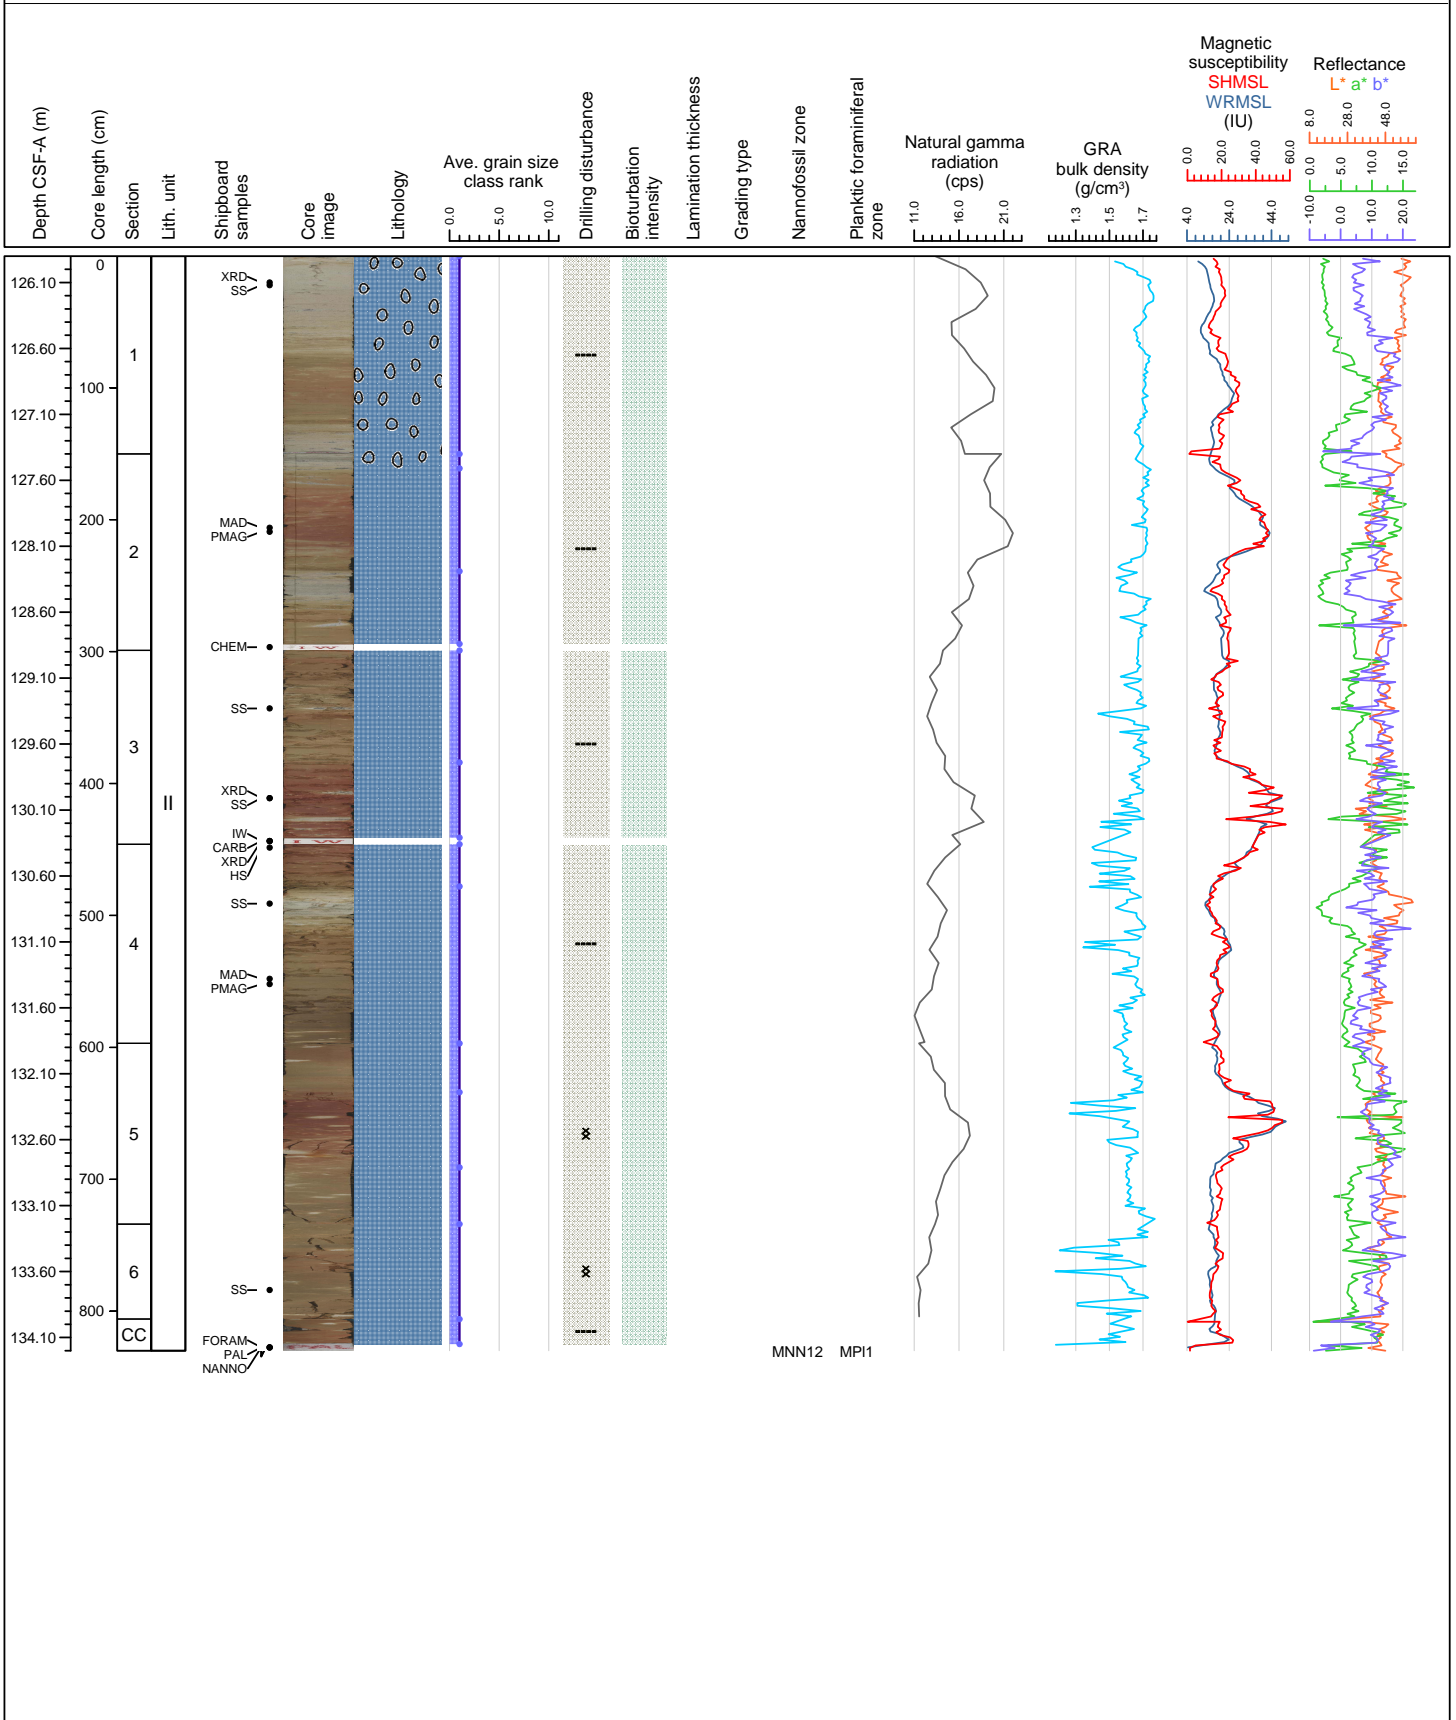 Depth CSF-A (m)
Core length (cm)
Section
Lith. unit
Shipboard
samples
Core
image
Lithology
Ave. grain size
class rank
0.0
5.0
10.0
Drilling disturbance
Bioturbation
intensity
Lamination thickness
Grading type
Nannofossil zone
Planktic foraminiferal
zone
Natural gamma
radiation
(cps)
11.0
16.0
21.0
GRA
bulk density
(g/cm³)
1.3
1.5
1.7
Magnetic
susceptibility
SHMSL
WRMSL
(IU)
0.0
20.0
40.0
60.0
4.0
24.0
44.0
Reflectance
L* a* b*
8.0
28.0
48.0
0.0
5.0
10.0
15.0
-10.0
0.0
10.0
20.0
126.10
126.60
127.10
127.60
128.10
128.60
129.10
129.60
130.10
130.60
131.10
131.60
132.10
132.60
133.10
133.60
134.10
0
100
200
300
400
500
600
700
800
1
2
3
4
5
6
CC
II
XRD
SS
MAD
PMAG
CHEM
SS
XRD
SS
IW
CARB
XRD
HS
SS
MAD
PMAG
SS
FORAM
PAL
NANNO
I W
I W
MNN12 MPl1